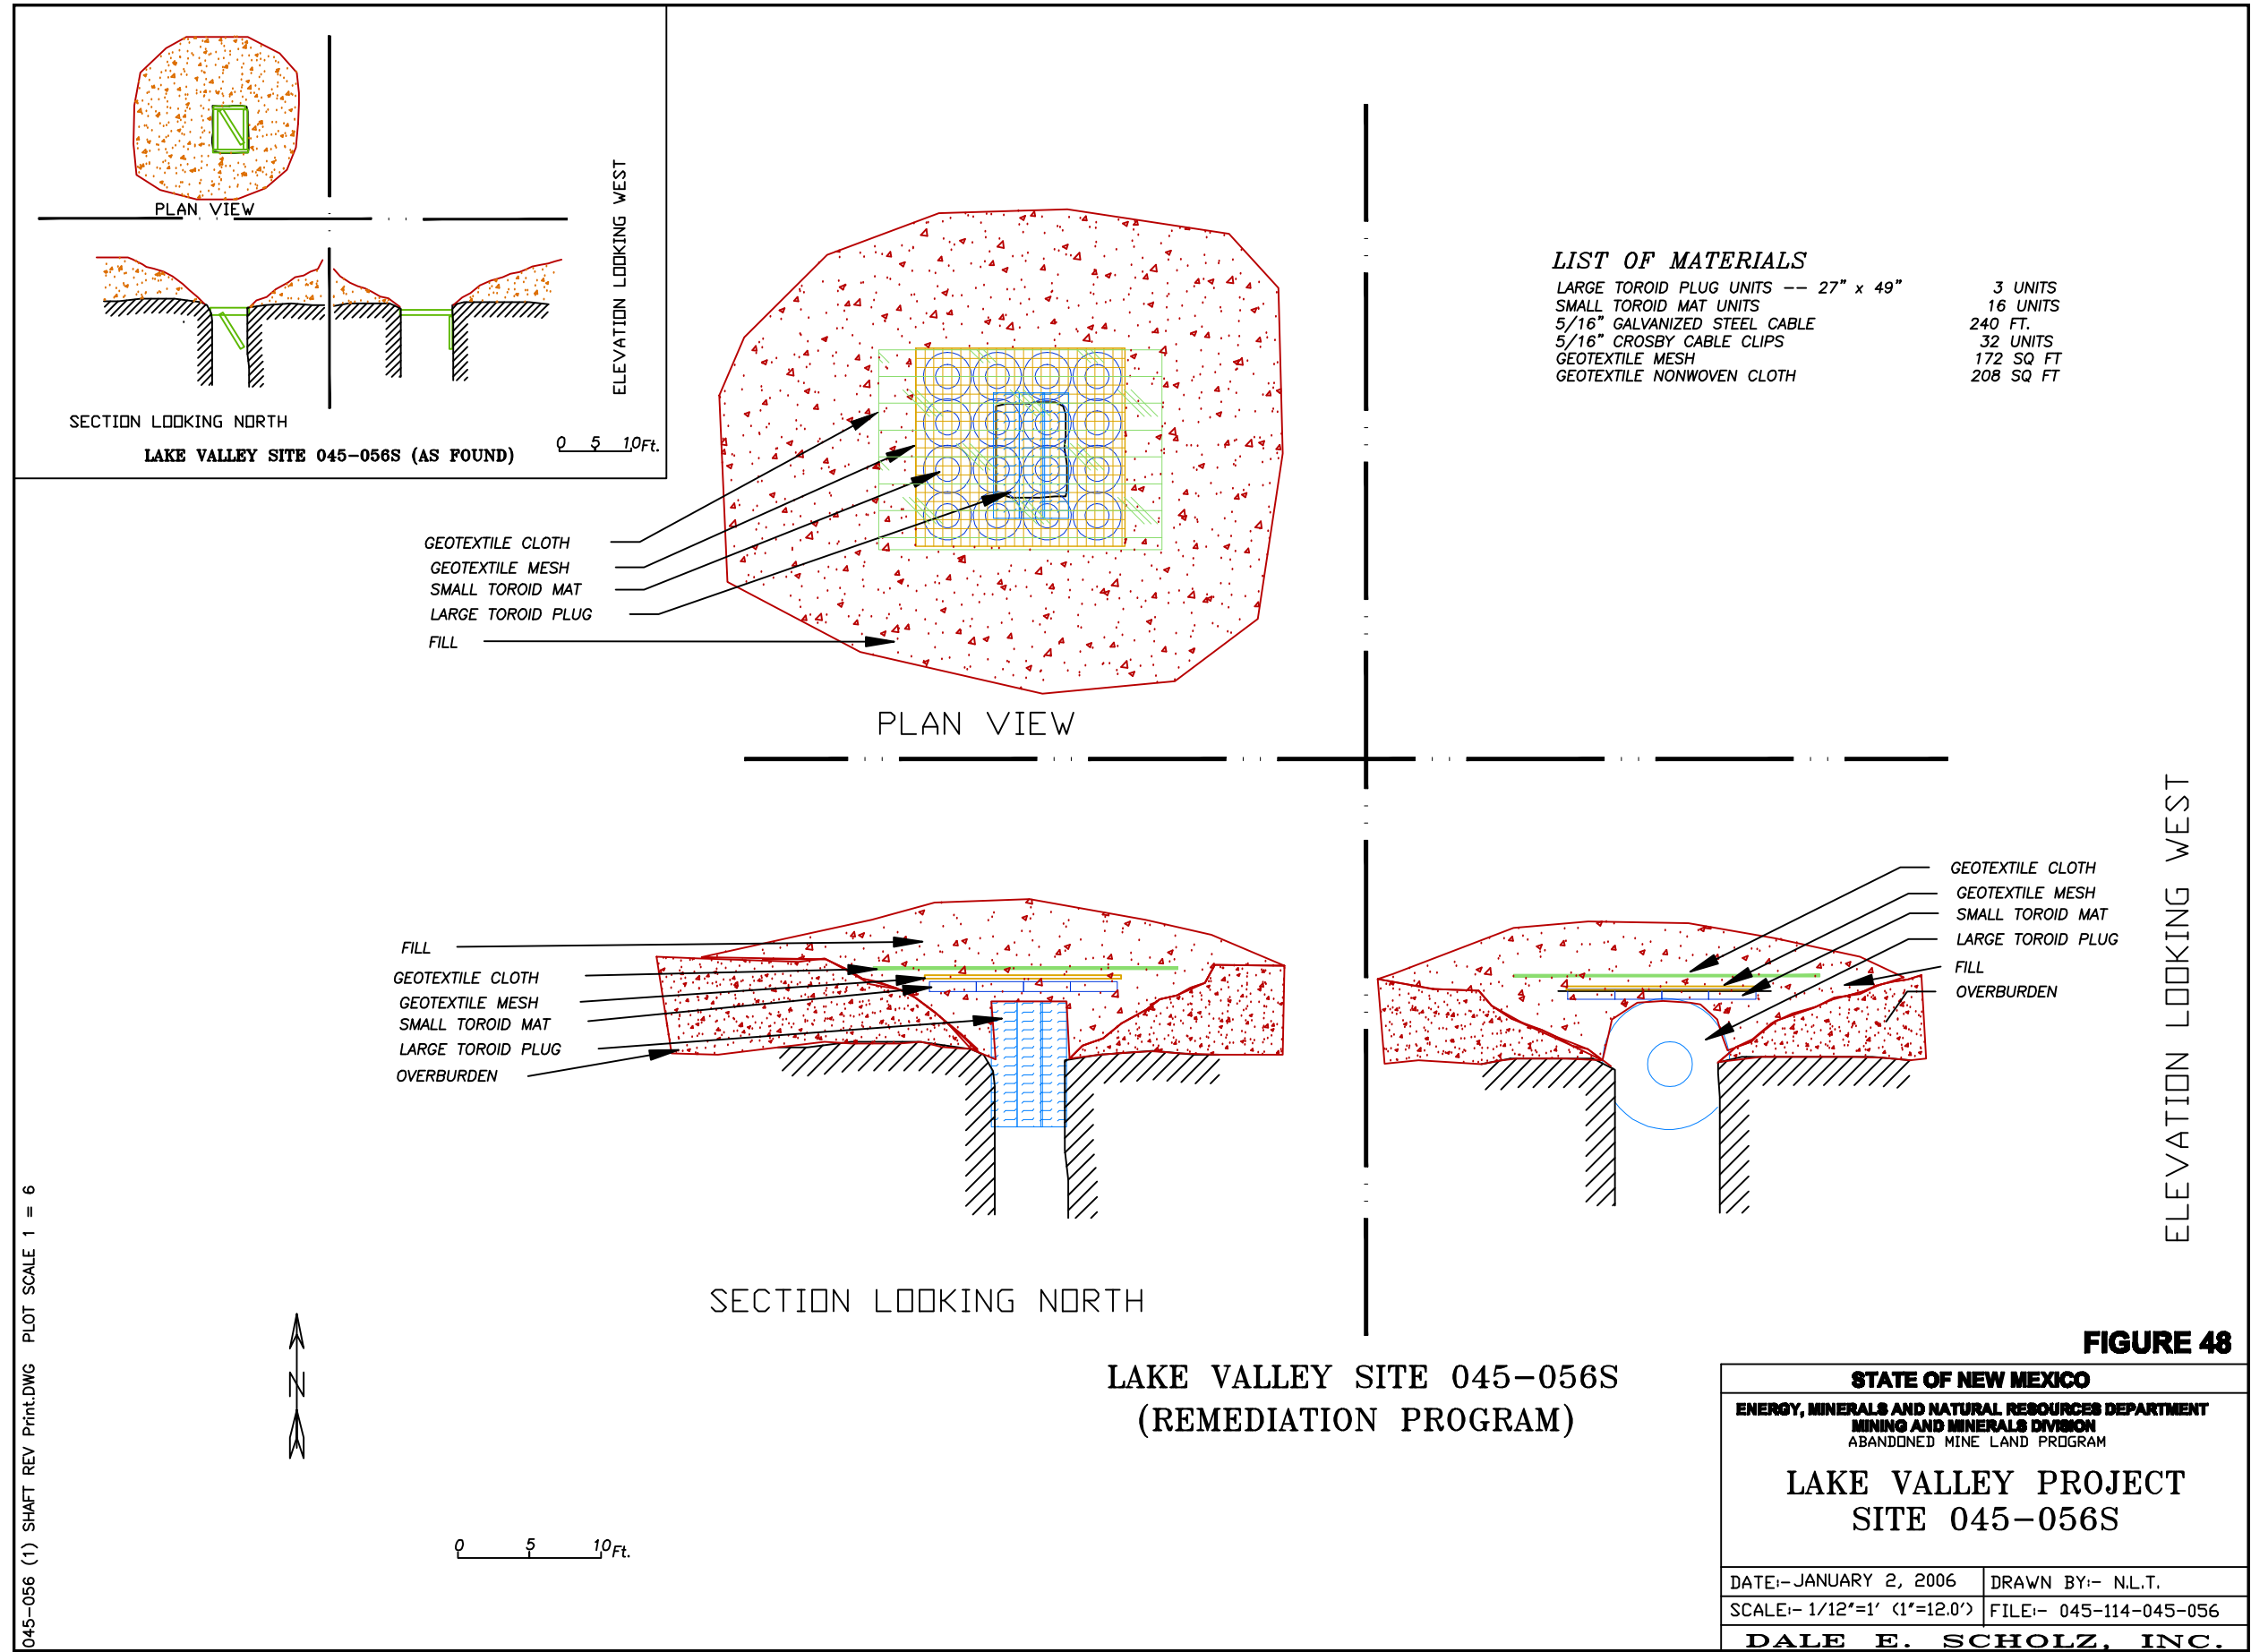 PLAN VIEW
ELEVATION LOOKING WEST
SECTION LOOKING NORTH
LAKE VALLEY SITE 045-056S (AS FOUND)
0 5 10Ft.
LIST OF MATERIALS
LARGE TOROID PLUG UNITS -- 27" x 49" 3 UNITS
SMALL TOROID MAT UNITS 16 UNITS
5/16" GALVANIZED STEEL CABLE 240 FT.
5/16" CROSBY CABLE CLIPS 32 UNITS
GEOTEXTILE MESH 172 SQ FT
GEOTEXTILE NONWOVEN CLOTH 208 SQ FT
GEOTEXTILE CLOTH
GEOTEXTILE MESH
SMALL TOROID MAT
LARGE TOROID PLUG
FILL
PLAN VIEW
FILL
GEOTEXTILE CLOTH
GEOTEXTILE MESH
SMALL TOROID MAT
LARGE TOROID PLUG
OVERBURDEN
GEOTEXTILE CLOTH
GEOTEXTILE MESH
SMALL TOROID MAT
LARGE TOROID PLUG
FILL
OVERBURDEN
ELEVATION LOOKING WEST
SECTION LOOKING NORTH
N
0 5 10Ft.
LAKE VALLEY SITE 045-056S
(REMEDIATION PROGRAM)
FIGURE 48
STATE OF NEW MEXICO
ENERGY, MINERALS AND NATURAL RESOURCES DEPARTMENT
MINING AND MINERALS DIVISION
ABANDONED MINE LAND PROGRAM
LAKE VALLEY PROJECT
SITE 045-056S
DATE:-JANUARY 2, 2006 DRAWN BY:- N.L.T.
SCALE:- 1/12"=1' (1"=12.0') FILE:- 045-114-045-056
DALE E. SCHOLZ, INC.
045-056 (1) SHAFT REV Print.DWG PLOT SCALE 1 = 6